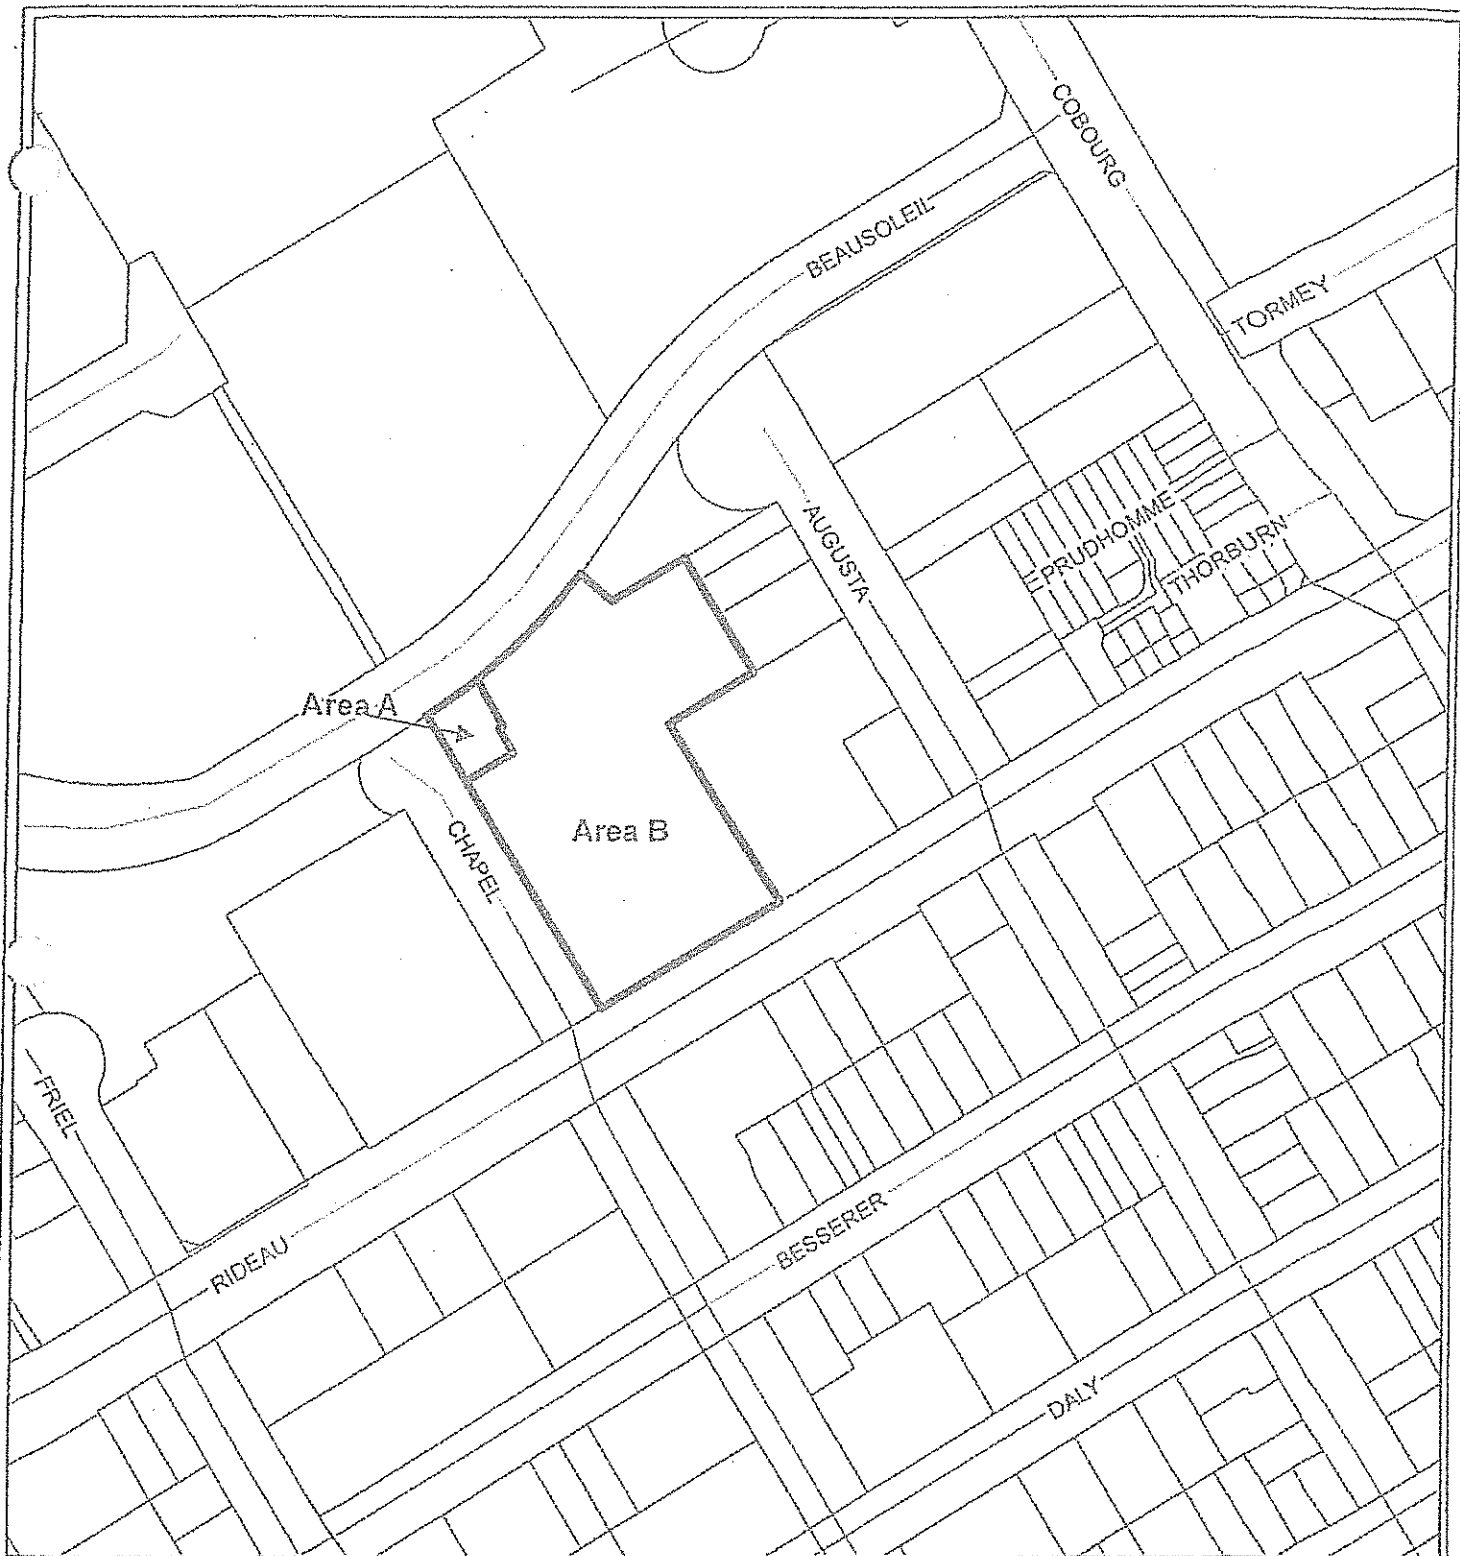 COBOURG
BEAUSOLEIL
TORMEY
AUGUSTA
PRUDHOMME
THORBURN
Area A
Area B
CHAPEL
FRIEL
RIDEAU
BESSERER
DALY